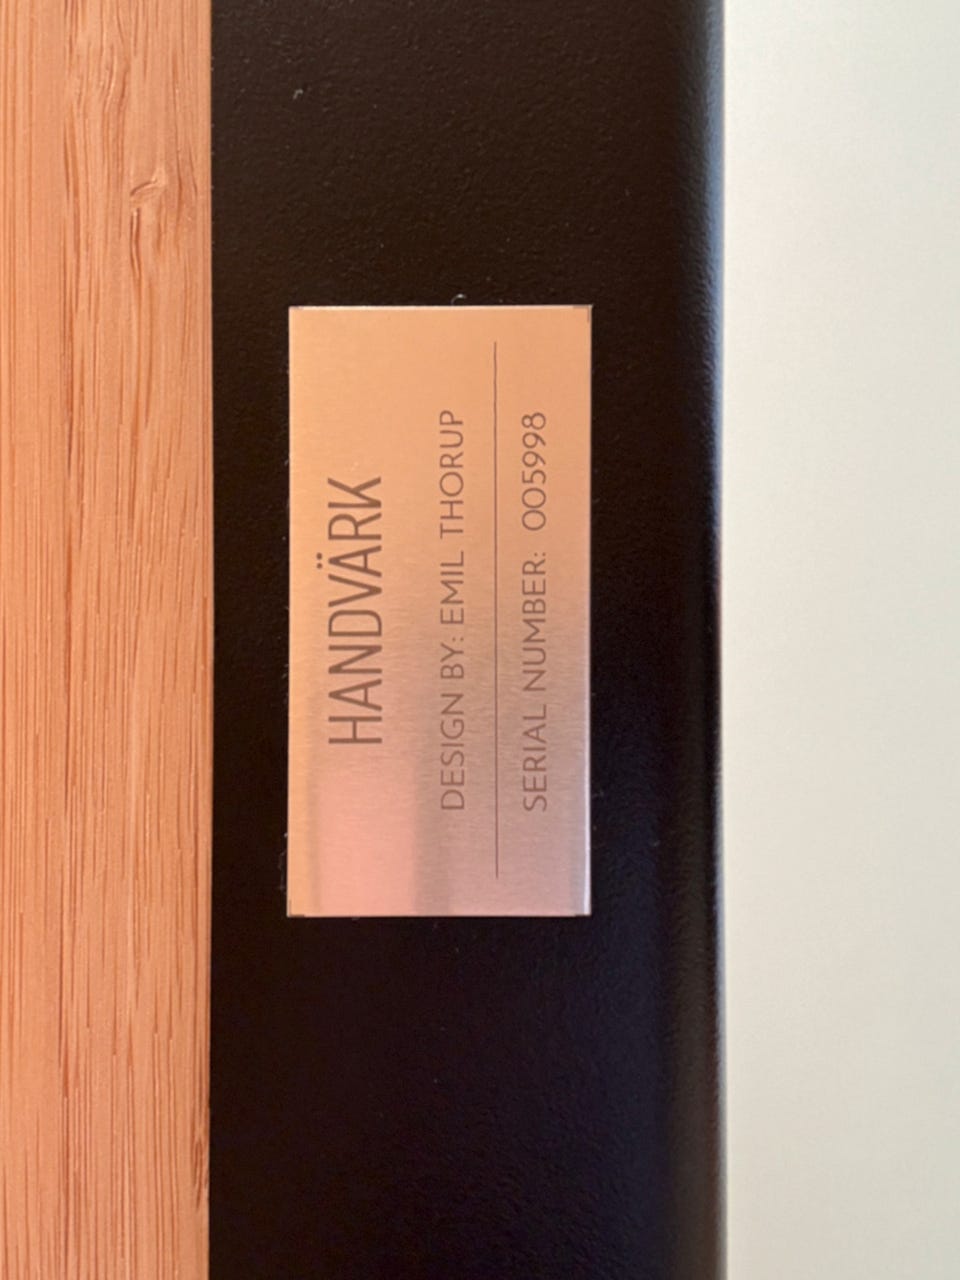 HANDVÄRK
DESIGN BY: EMIL THORUP
SERIAL NUMBER: 005998